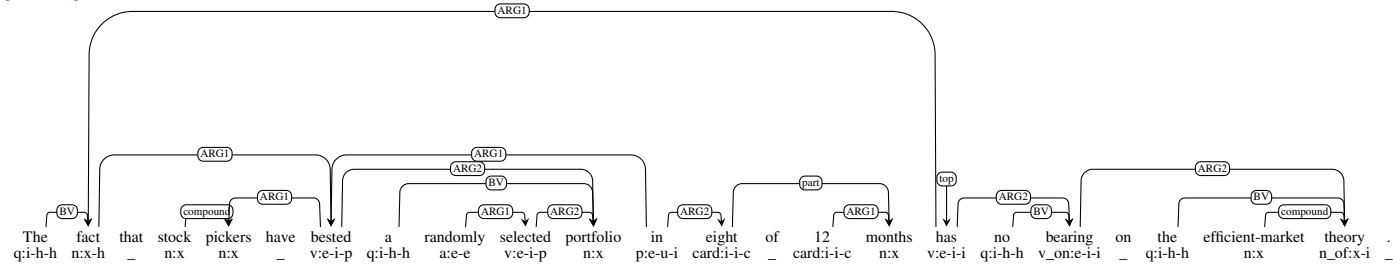 ARG1
ARG1 ARG1
ARG2 ARG2
BV part top
compound ARG1 ARG2 BV
BV ARG1 ARG2 ARG2 ARG1 BV compound
The fact that stock pickers have bested a randomly selected portfolio in eight of 12 months has no bearing on the efficient-market theory .
q:i-h-h n:x-h _ n:x n:x _ v:e-i-p q:i-h-h a:e-e v:e-i-p n:x p:e-u-i card:i-i-c _ card:i-i-c n:x v:e-i-i q:i-h-h v_on:e-i-i _ q:i-h-h n:x n_of:x-i _